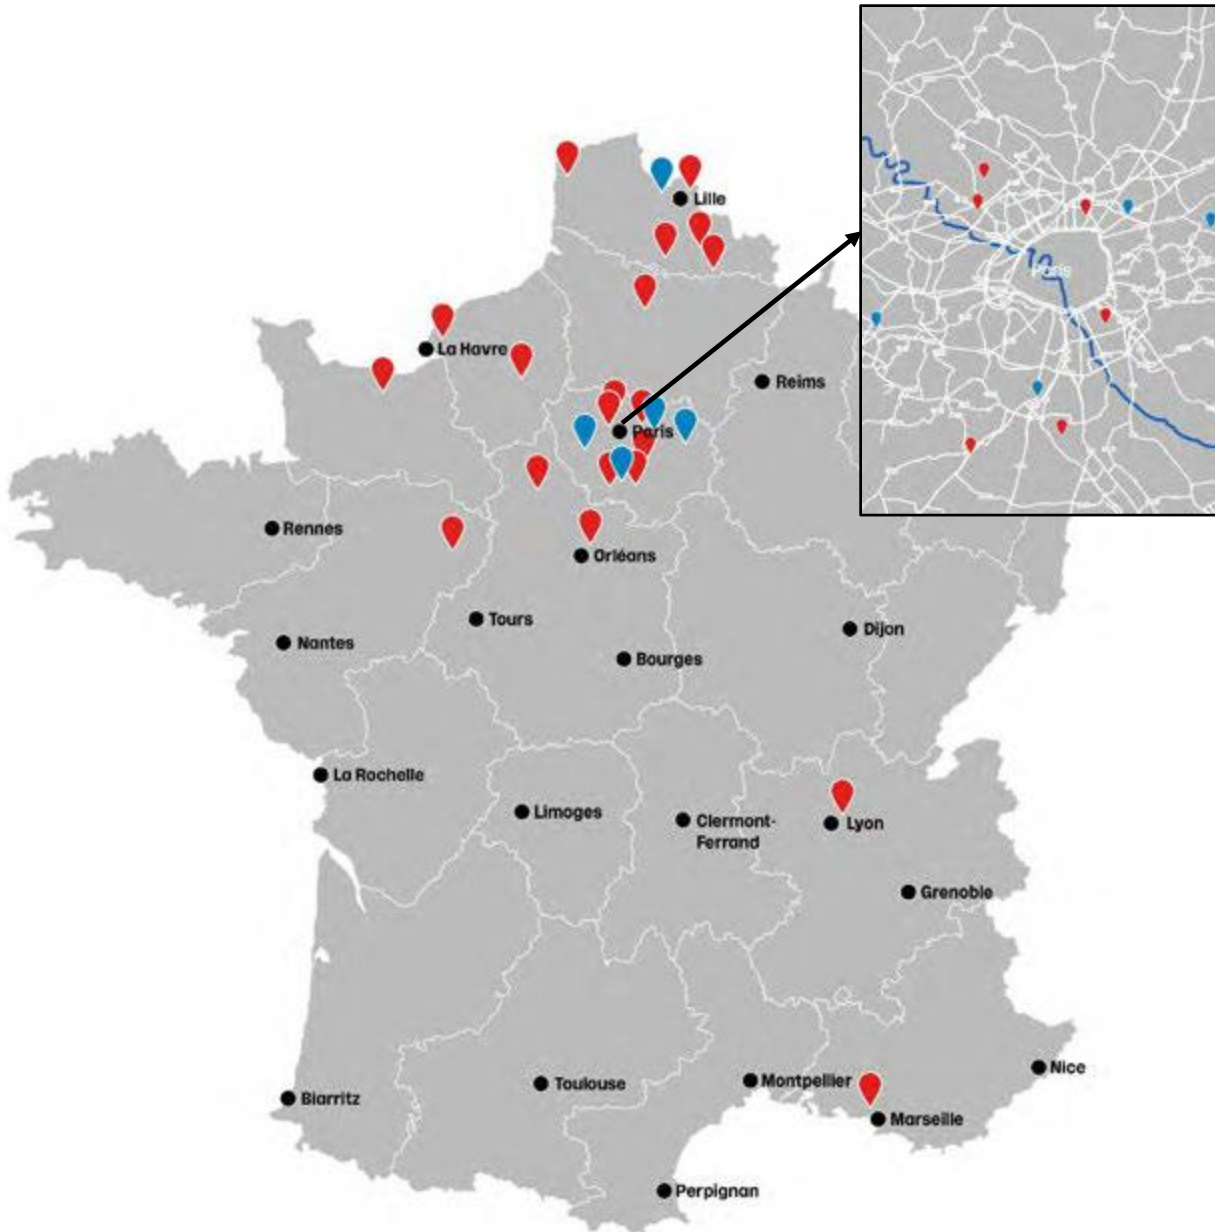 Lille
La Havre
Reims
Paris
Paris
Rennes
Orléans
Tours
Nantes
Dijon
Bourges
La Rochelle
Limoges
Clermont-
Ferrand
Lyon
Grenoble
Nice
Toulouse
Montpellier
Biarritz
Marseille
Perpignan